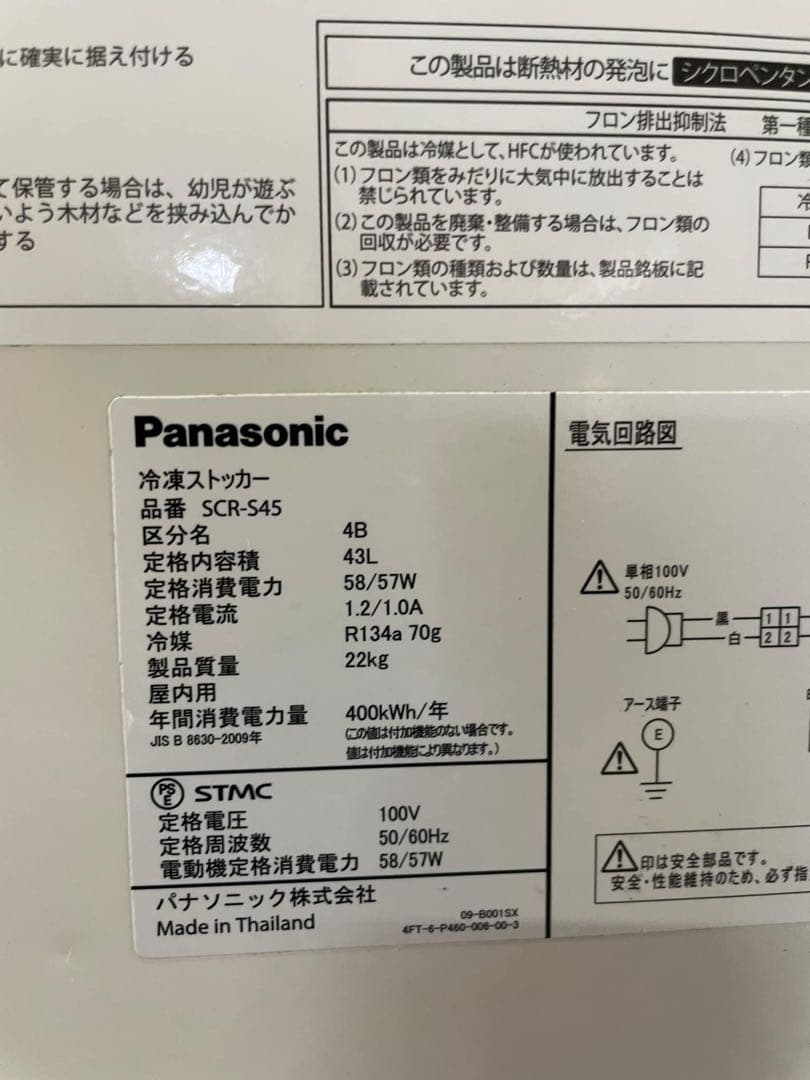 に確実に据え付ける
て保管する場合は、幼児が遊ぶ
いよう木材などを挟み込んでか
する
この製品は断熱材の発泡に シクロペンタン
フロン排出抑制法 第一種
この製品は冷媒として、HFCが使われています。
(1)フロン類をみだりに大気中に放出することは
禁じられています。
(2)この製品を廃棄・整備する場合は、フロン類の
回収が必要です。
(3)フロン類の種類および数量は、製品銘板に記
載されています。
(4)フロン類
冷
Panasonic
冷凍ストッカー
品番 SCR-S45
区分名 4B
定格内容積 43L
定格消費電力 58/57W
定格電流 1.2/1.0A
冷媒 R134a 70g
製品質量 22kg
屋内用
年間消費電力量 400kWh/年
JIS B 8630-2009年 (この値は付加機能のない場合です。
値は付加機能により異なります。)
PS
E STMC
定格電圧 100V
定格周波数 50/60Hz
電動機定格消費電力 58/57W
パナソニック株式会社
Made in Thailand
09-B001SX
4FT-6-P460-006-00-3
電気回路図
単相100V
50/60Hz
黒 1 1
白 2 2
アース端子
E
印は安全部品です。
安全・性能維持のため、必ず指